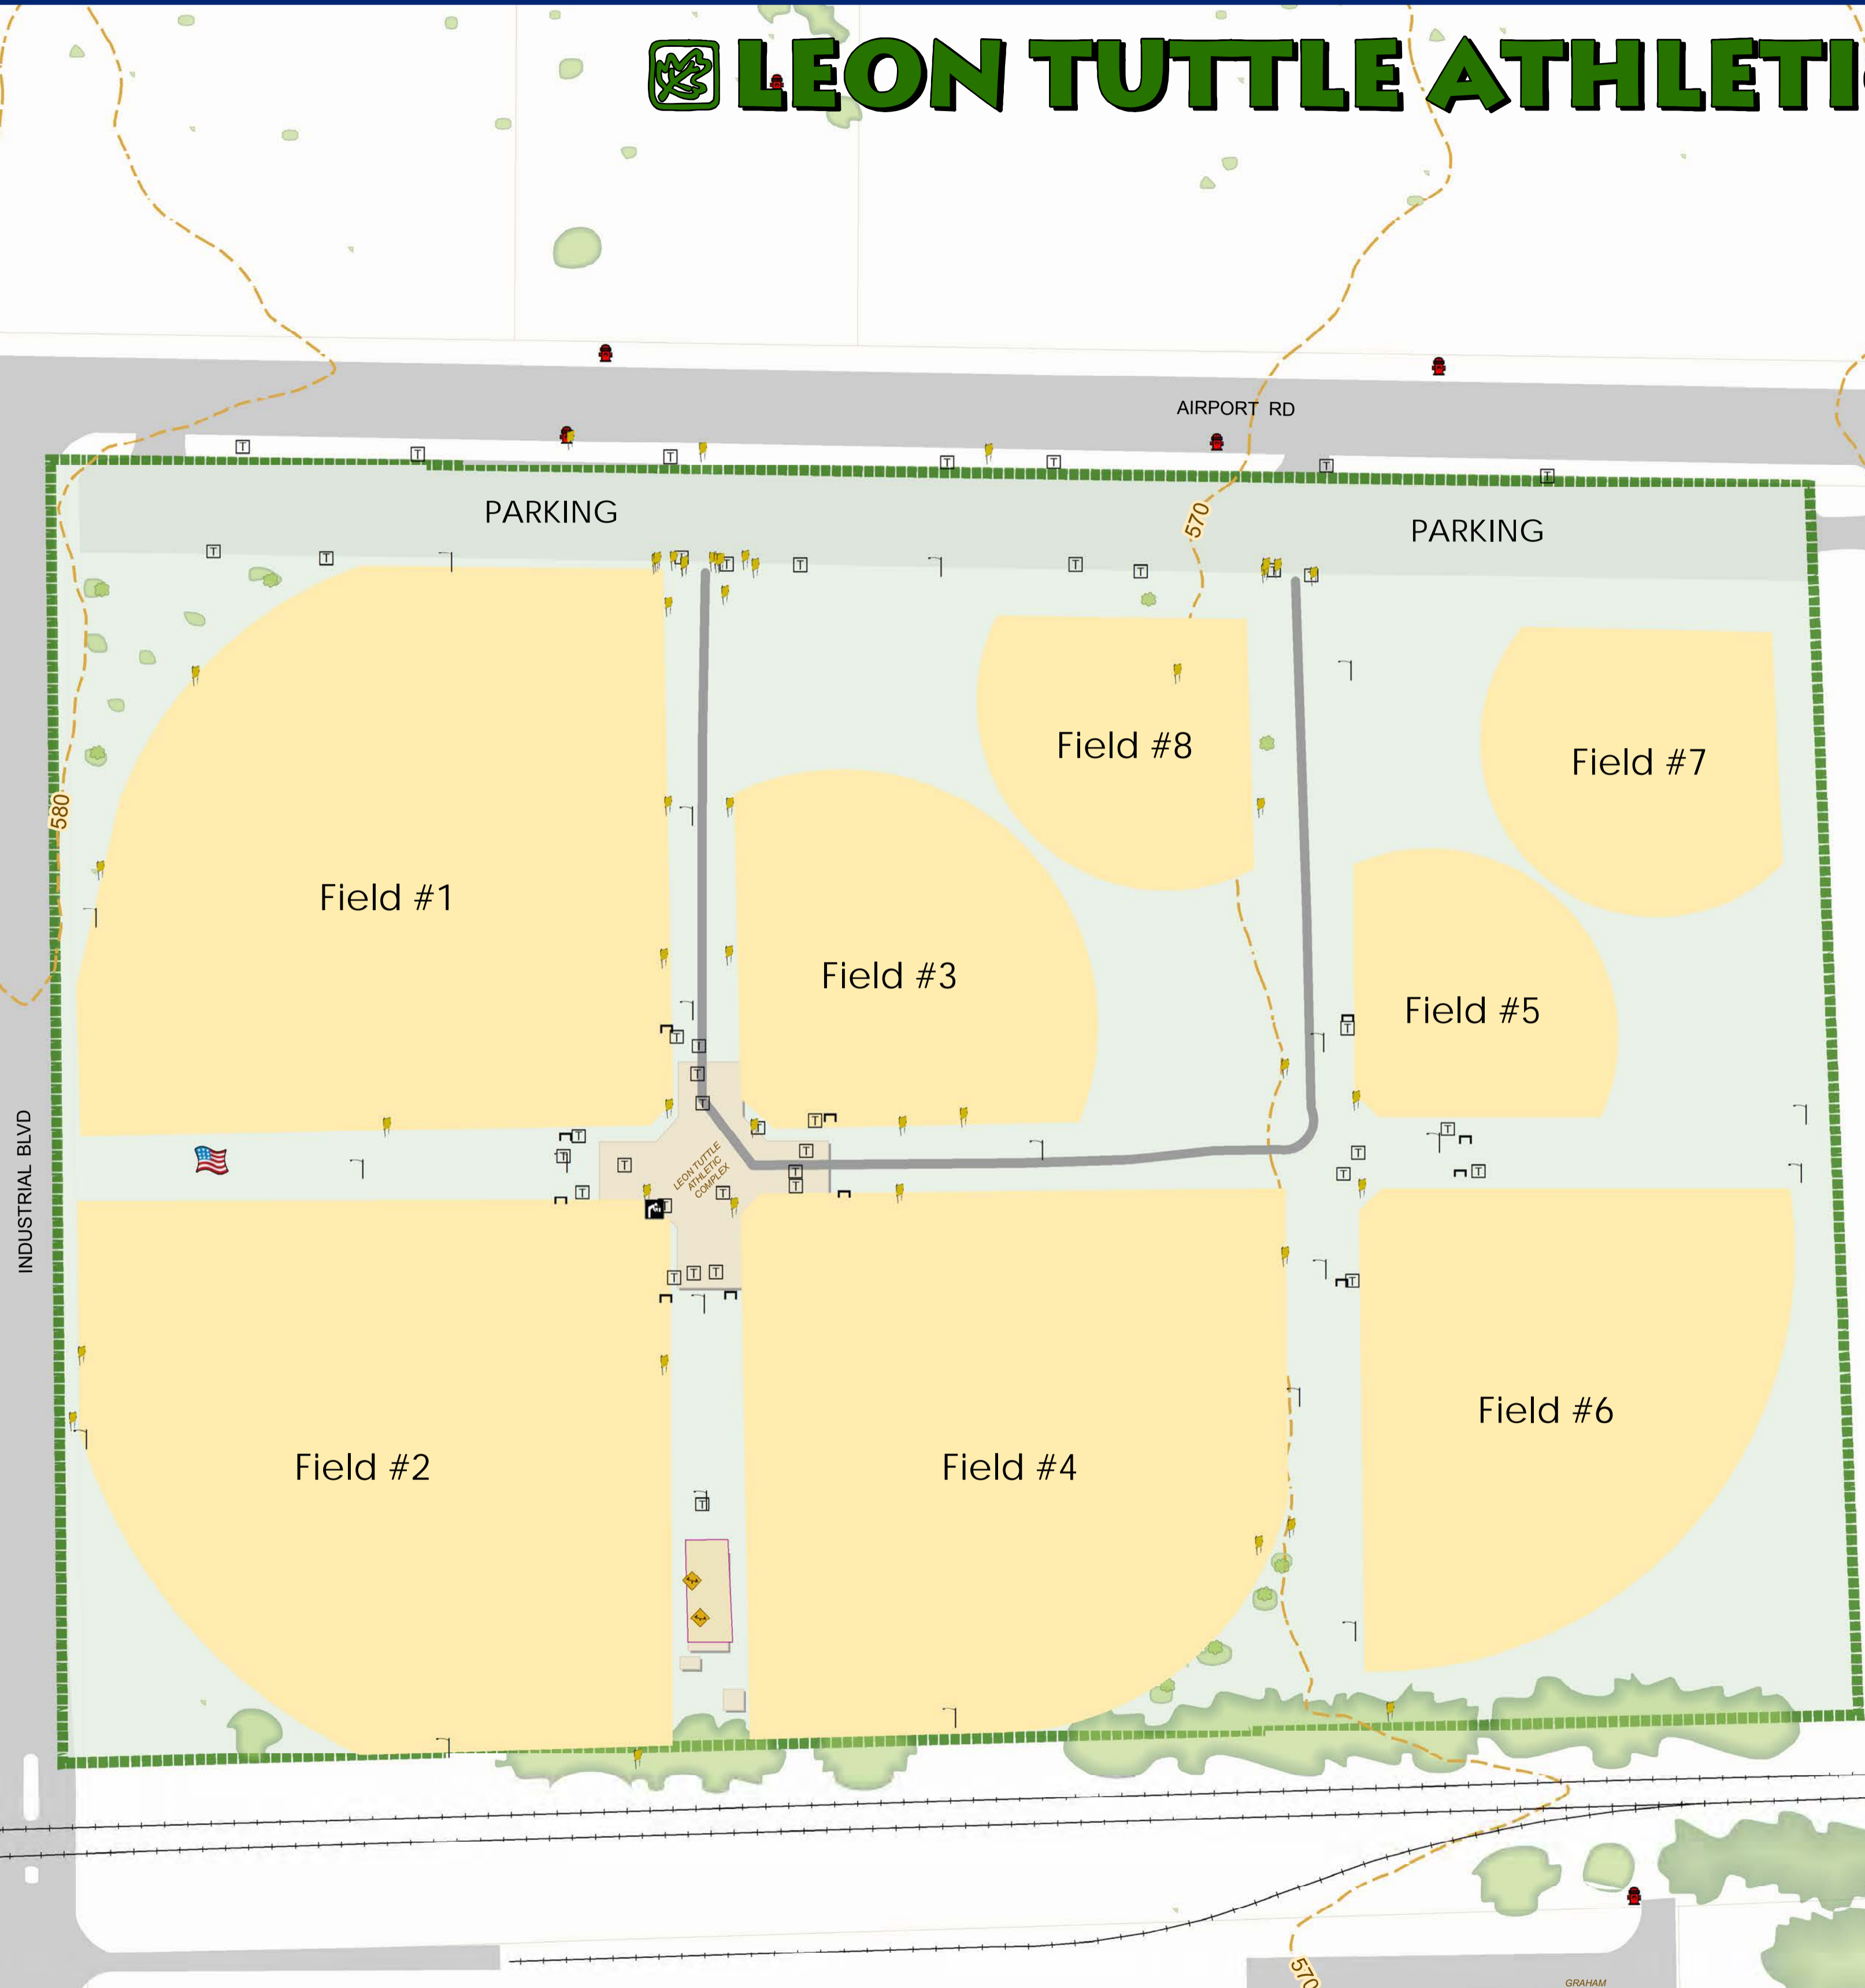 LEON TUTTLE ATHLETI
AIRPORT RD
PARKING
570
PARKING
Field #8
Field #7
580
Field #1
Field #3
Field #5
INDUSTRIAL BLVD
LEON TUTTLE
ATHLETIC
COMPLEX
Field #6
Field #2
Field #4
570
GRAHAM